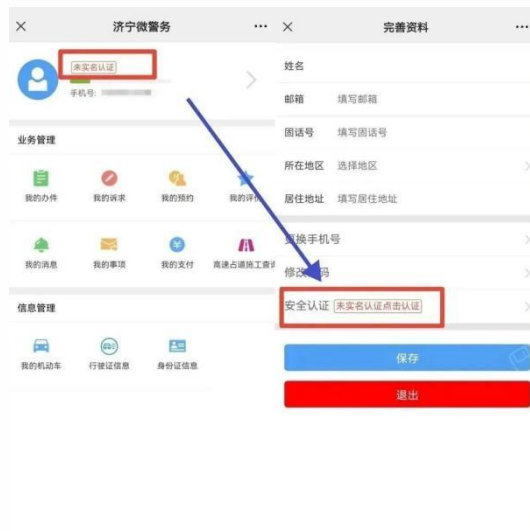 济宁微警务
未实名认证
手机号:
业务管理
我的办件 我的诉求 我的预约 我的评价
我的消息 我的事项 我的支付 高速占道施工查询
信息管理
我的机动车 行驶证信息 身份证信息
完善资料
姓名
邮箱 填写邮箱
固话号 填写固话号
所在地区 选择地区
居住地址 填写居住地址
更换手机号
修改密码
安全认证 未实名认证点击认证
保存
退出